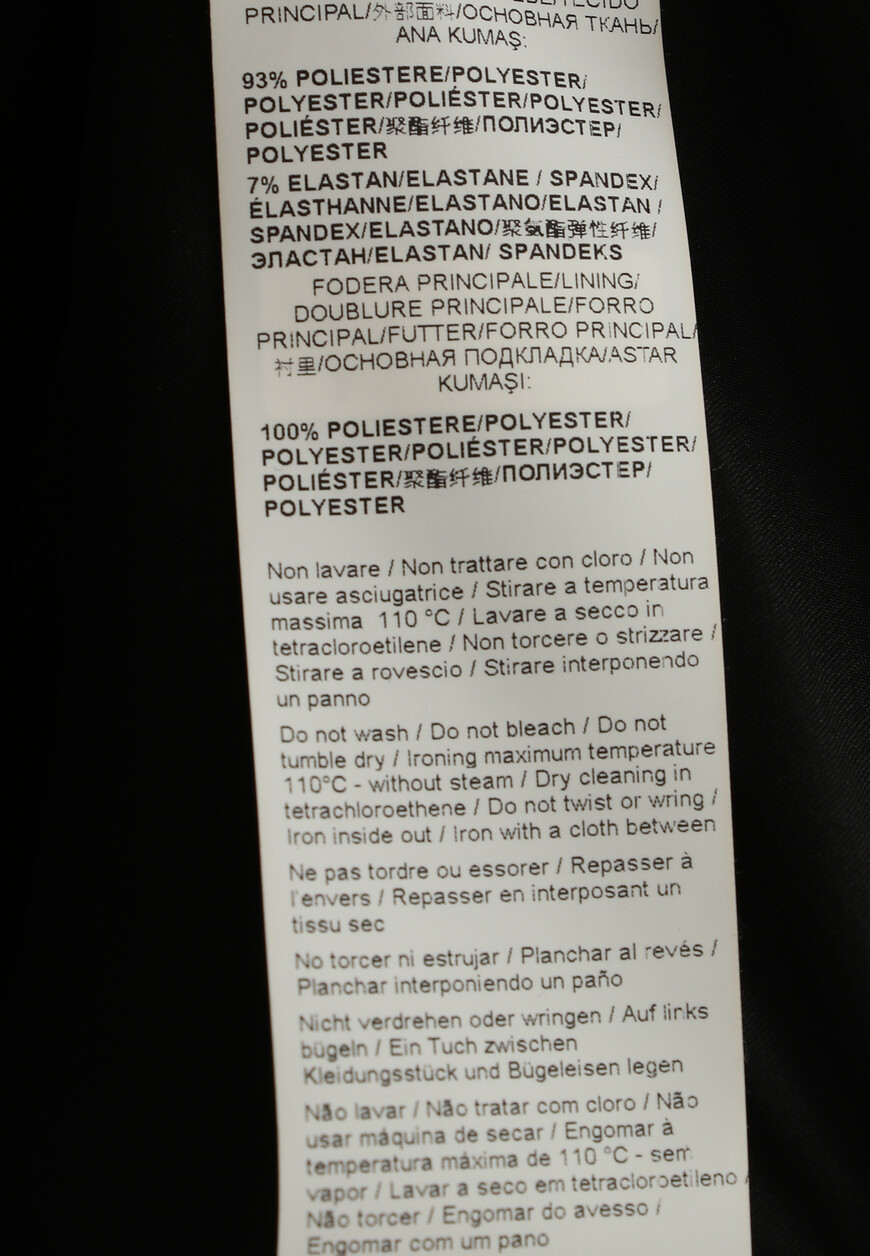 PRINCIPAL/外部面料/ОСНОВНАЯ ТКАНЬ/
ANA KUMAŞ:
93% POLIESTERE/POLYESTER/
POLYESTER/POLIÉSTER/POLYESTER/
POLIÉSTER/聚酯纤维/ПОЛИЭСТЕР/
POLYESTER
7% ELASTAN/ELASTANE / SPANDEX/
ÉLASTHANNE/ELASTANO/ELASTAN /
SPANDEX/ELASTANO/聚氨酯弹性纤维/
ЭЛАСТАН/ELASTAN/ SPANDEKS
FODERA PRINCIPALE/LINING/
DOUBLURE PRINCIPALE/FORRO
PRINCIPAL/FUTTER/FORRO PRINCIPAL/
衬里/ОСНОВНАЯ ПОДКЛАДКА/ASTAR
KUMAŞI:
100% POLIESTERE/POLYESTER/
POLYESTER/POLIÉSTER/POLYESTER/
POLIÉSTER/聚酯纤维/ПОЛИЭСТЕР/
POLYESTER
Non lavare / Non trattare con cloro / Non
usare asciugatrice / Stirare a temperatura
massima  110 °C / Lavare a secco in
tetracloroetilene / Non torcere o strizzare /
Stirare a rovescio / Stirare interponendo
un panno
Do not wash / Do not bleach / Do not
tumble dry / Ironing maximum temperature
110°C - without steam / Dry cleaning in
tetrachloroethene / Do not twist or wring /
Iron inside out / Iron with a cloth between
Ne pas tordre ou essorer / Repasser à
l'envers / Repasser en interposant un
tissu sec
No torcer ni estrujar / Planchar al revés /
Planchar interponiendo un paño
Nicht verdrehen oder wringen / Auf links
bügeln / Ein Tuch zwischen
Kleidungsstück und Bügeleisen legen
Não lavar / Não tratar com cloro / Não
usar máquina de secar / Engomar à
temperatura máxima de 110 °C - sem
vapor / Lavar a seco em tetracloroetileno /
Não torcer / Engomar do avesso /
Engomar com um pano